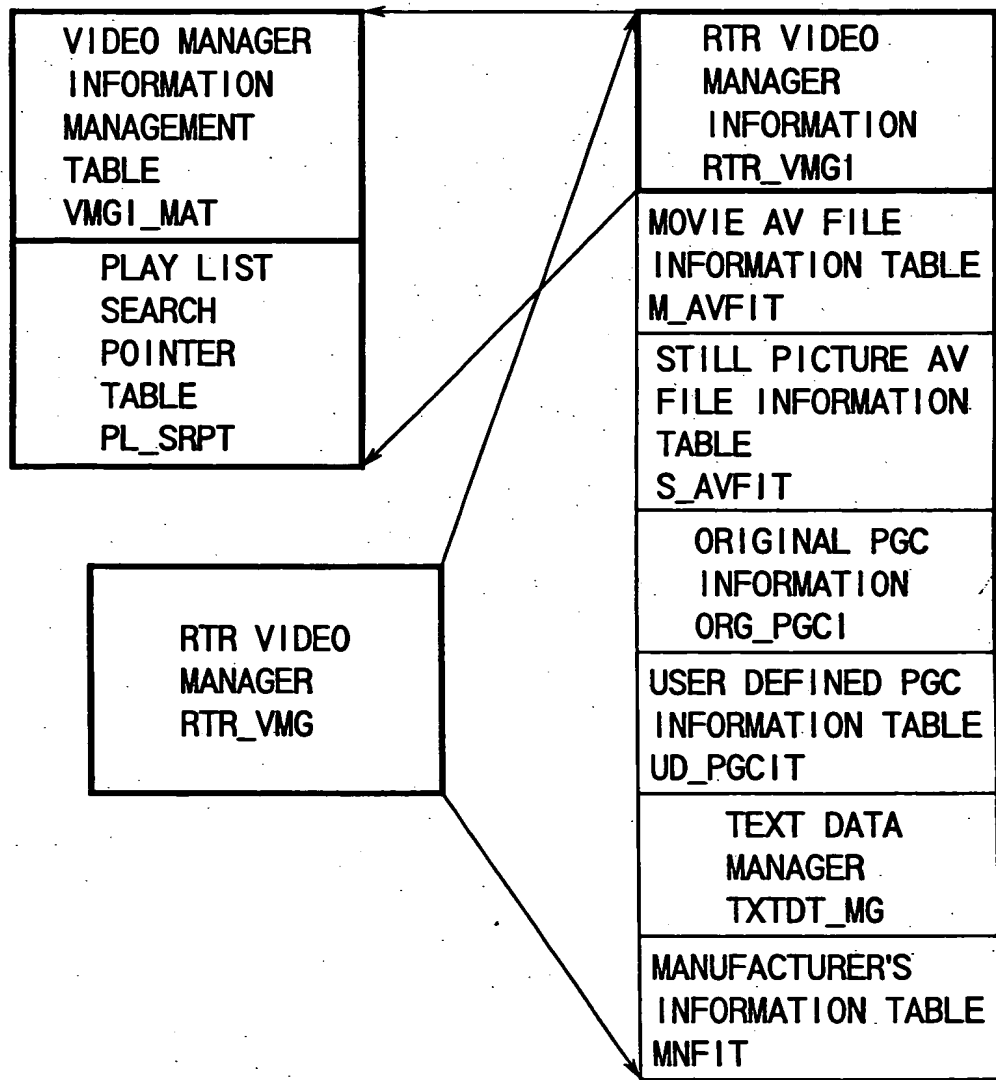 VIDEO MANAGER
INFORMATION
MANAGEMENT
TABLE
VMGI_MAT
PLAY LIST
SEARCH
POINTER
TABLE
PL_SRPT
RTR VIDEO
MANAGER
RTR_VMG
RTR VIDEO
MANAGER
INFORMATION
RTR_VMGI
MOVIE AV FILE
INFORMATION TABLE
M_AVFIT
STILL PICTURE AV
FILE INFORMATION
TABLE
S_AVFIT
ORIGINAL PGC
INFORMATION
ORG_PGCI
USER DEFINED PGC
INFORMATION TABLE
UD_PGCIT
TEXT DATA
MANAGER
TXTDT_MG
MANUFACTURER'S
INFORMATION TABLE
MNFIT